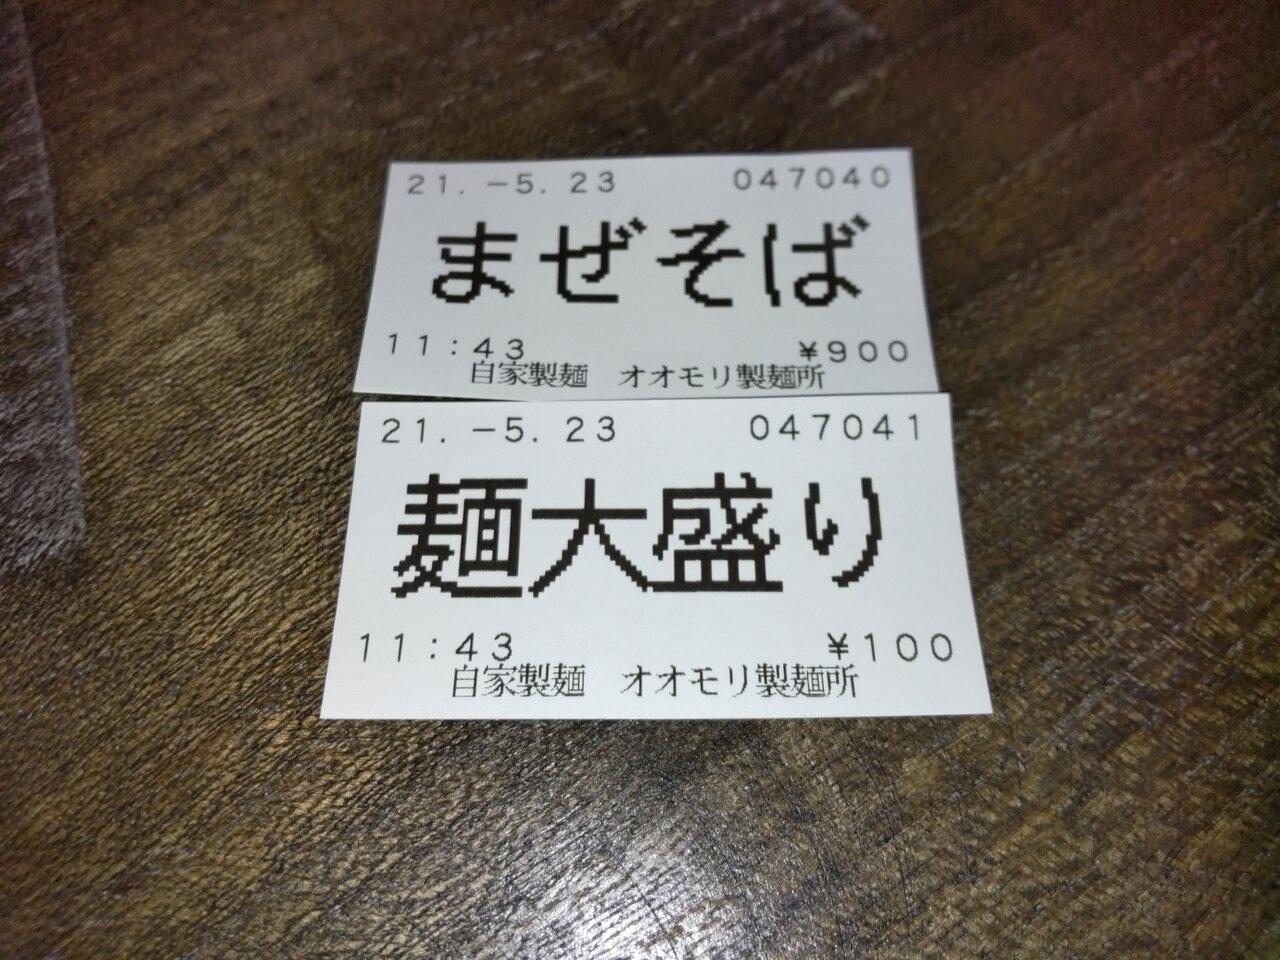 21.-5.23 047040
まぜそば
11:43 ¥900
自家製麺 オオモリ製麺所
21.-5.23 047041
麺大盛り
11:43 ¥100
自家製麺 オオモリ製麺所